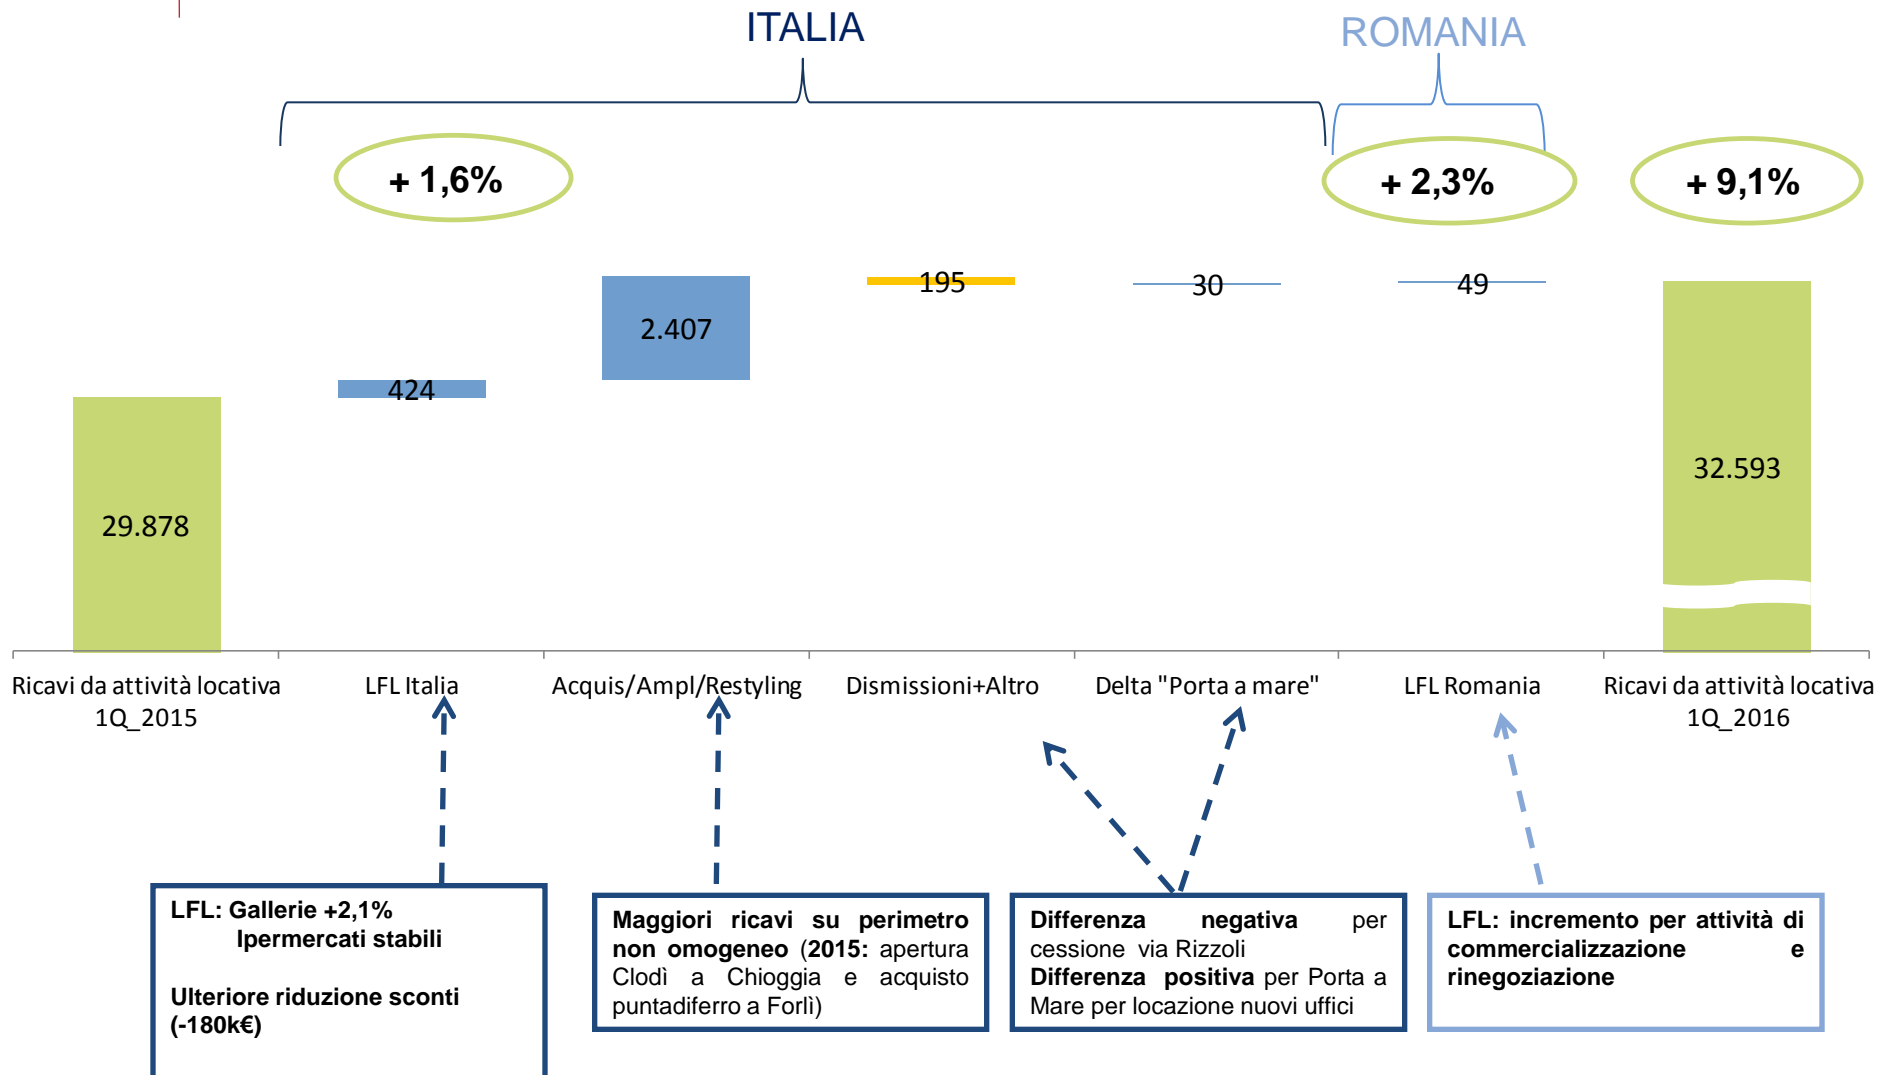 ITALIA
ROMANIA
+ 1,6%
+ 2,3%
+ 9,1%
29.878
424
2.407
195
30
49
32.593
Ricavi da attività locativa
1Q_2015
LFL Italia
Acquis/Ampl/Restyling
Dismissioni+Altro
Delta "Porta a mare"
LFL Romania
Ricavi da attività locativa
1Q_2016
LFL: Gallerie +2,1%
Ipermercati stabili
Ulteriore riduzione sconti
(-180k€)
Maggiori ricavi su perimetro
non omogeneo (2015: apertura
Clodì a Chioggia e acquisto
puntadiferro a Forlì)
Differenza negativa per
cessione via Rizzoli
Differenza positiva per Porta a
Mare per locazione nuovi uffici
LFL: incremento per attività di
commercializzazione e
rinegoziazione